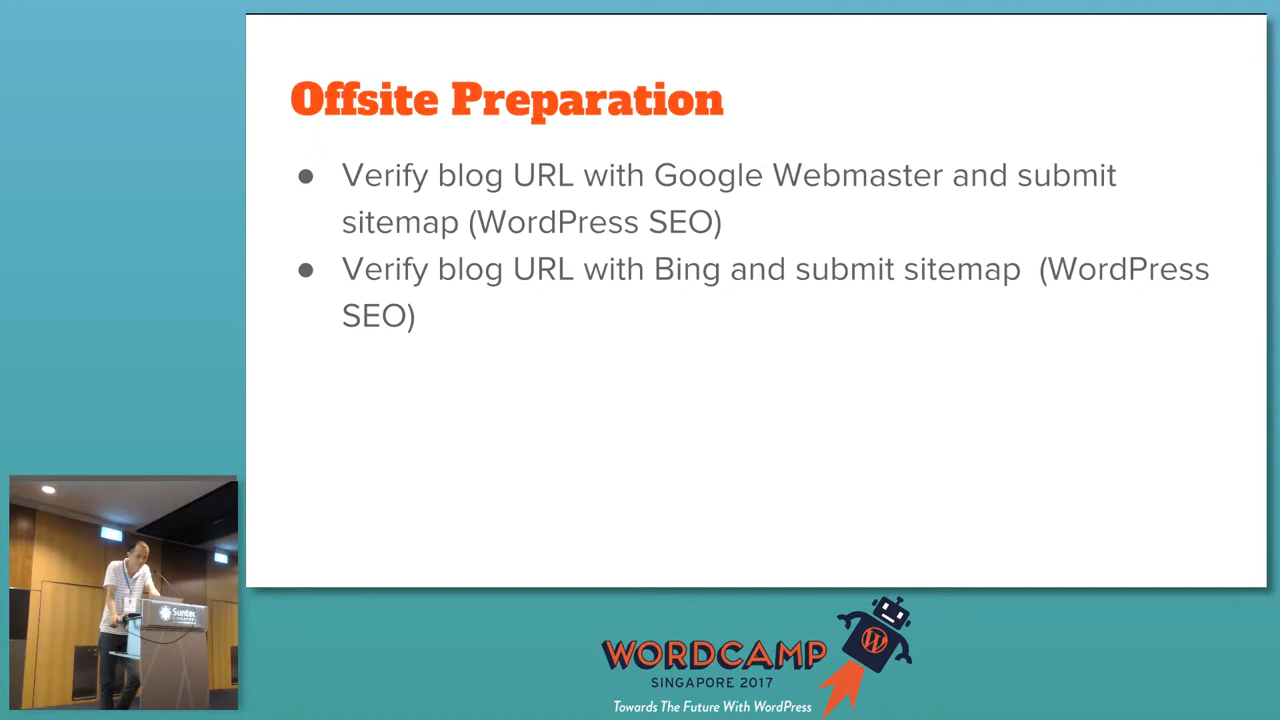 Offsite Preparation
● Verify blog URL with Google Webmaster and submit
sitemap (WordPress SEO)
● Verify blog URL with Bing and submit sitemap (WordPress
SEO)
Suntec
WORDCAMP
SINGAPORE 2017
Towards The Future With WordPress